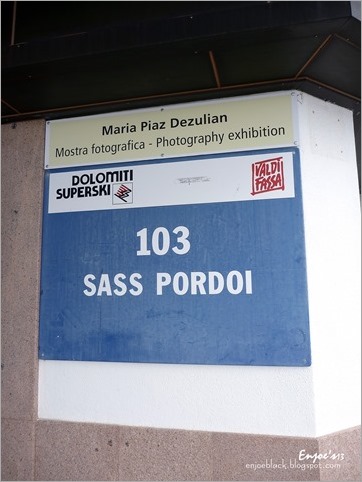 Maria Piaz Dezulian
Mostra fotografica - Photography exhibition
DOLOMITI
SUPERSKI
VAL DI
FASSA
103
SASS PORDOI
Enjoe's 13
enjoeblack.blogspot.com